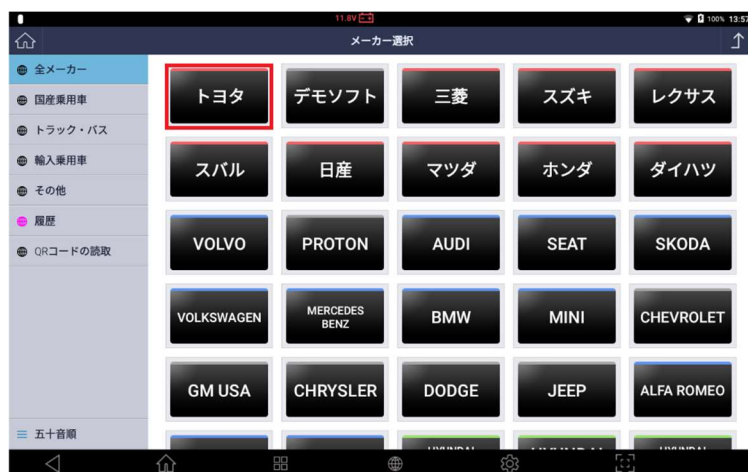 11.8V
100% 13:57
メーカー選択
全メーカー
国産乗用車
トラック・バス
輸入乗用車
その他
履歴
QRコードの読取
五十音順
トヨタ
デモソフト
三菱
スズキ
レクサス
スバル
日産
マツダ
ホンダ
ダイハツ
VOLVO
PROTON
AUDI
SEAT
SKODA
VOLKSWAGEN
MERCEDES
BENZ
BMW
MINI
CHEVROLET
GM USA
CHRYSLER
DODGE
JEEP
ALFA ROMEO